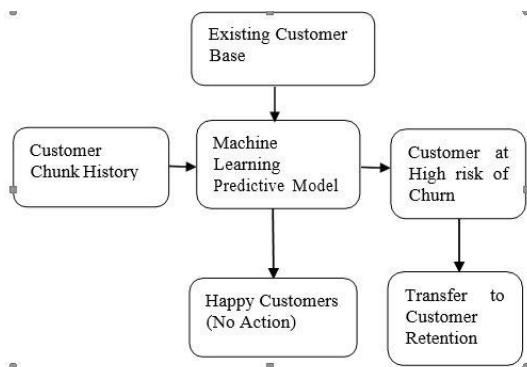 Existing Customer
Base
Customer
Chunk History
Machine
Learning
Predictive Model
Customer at
High risk of
Churn
Happy Customers
(No Action)
Transfer to
Customer
Retention